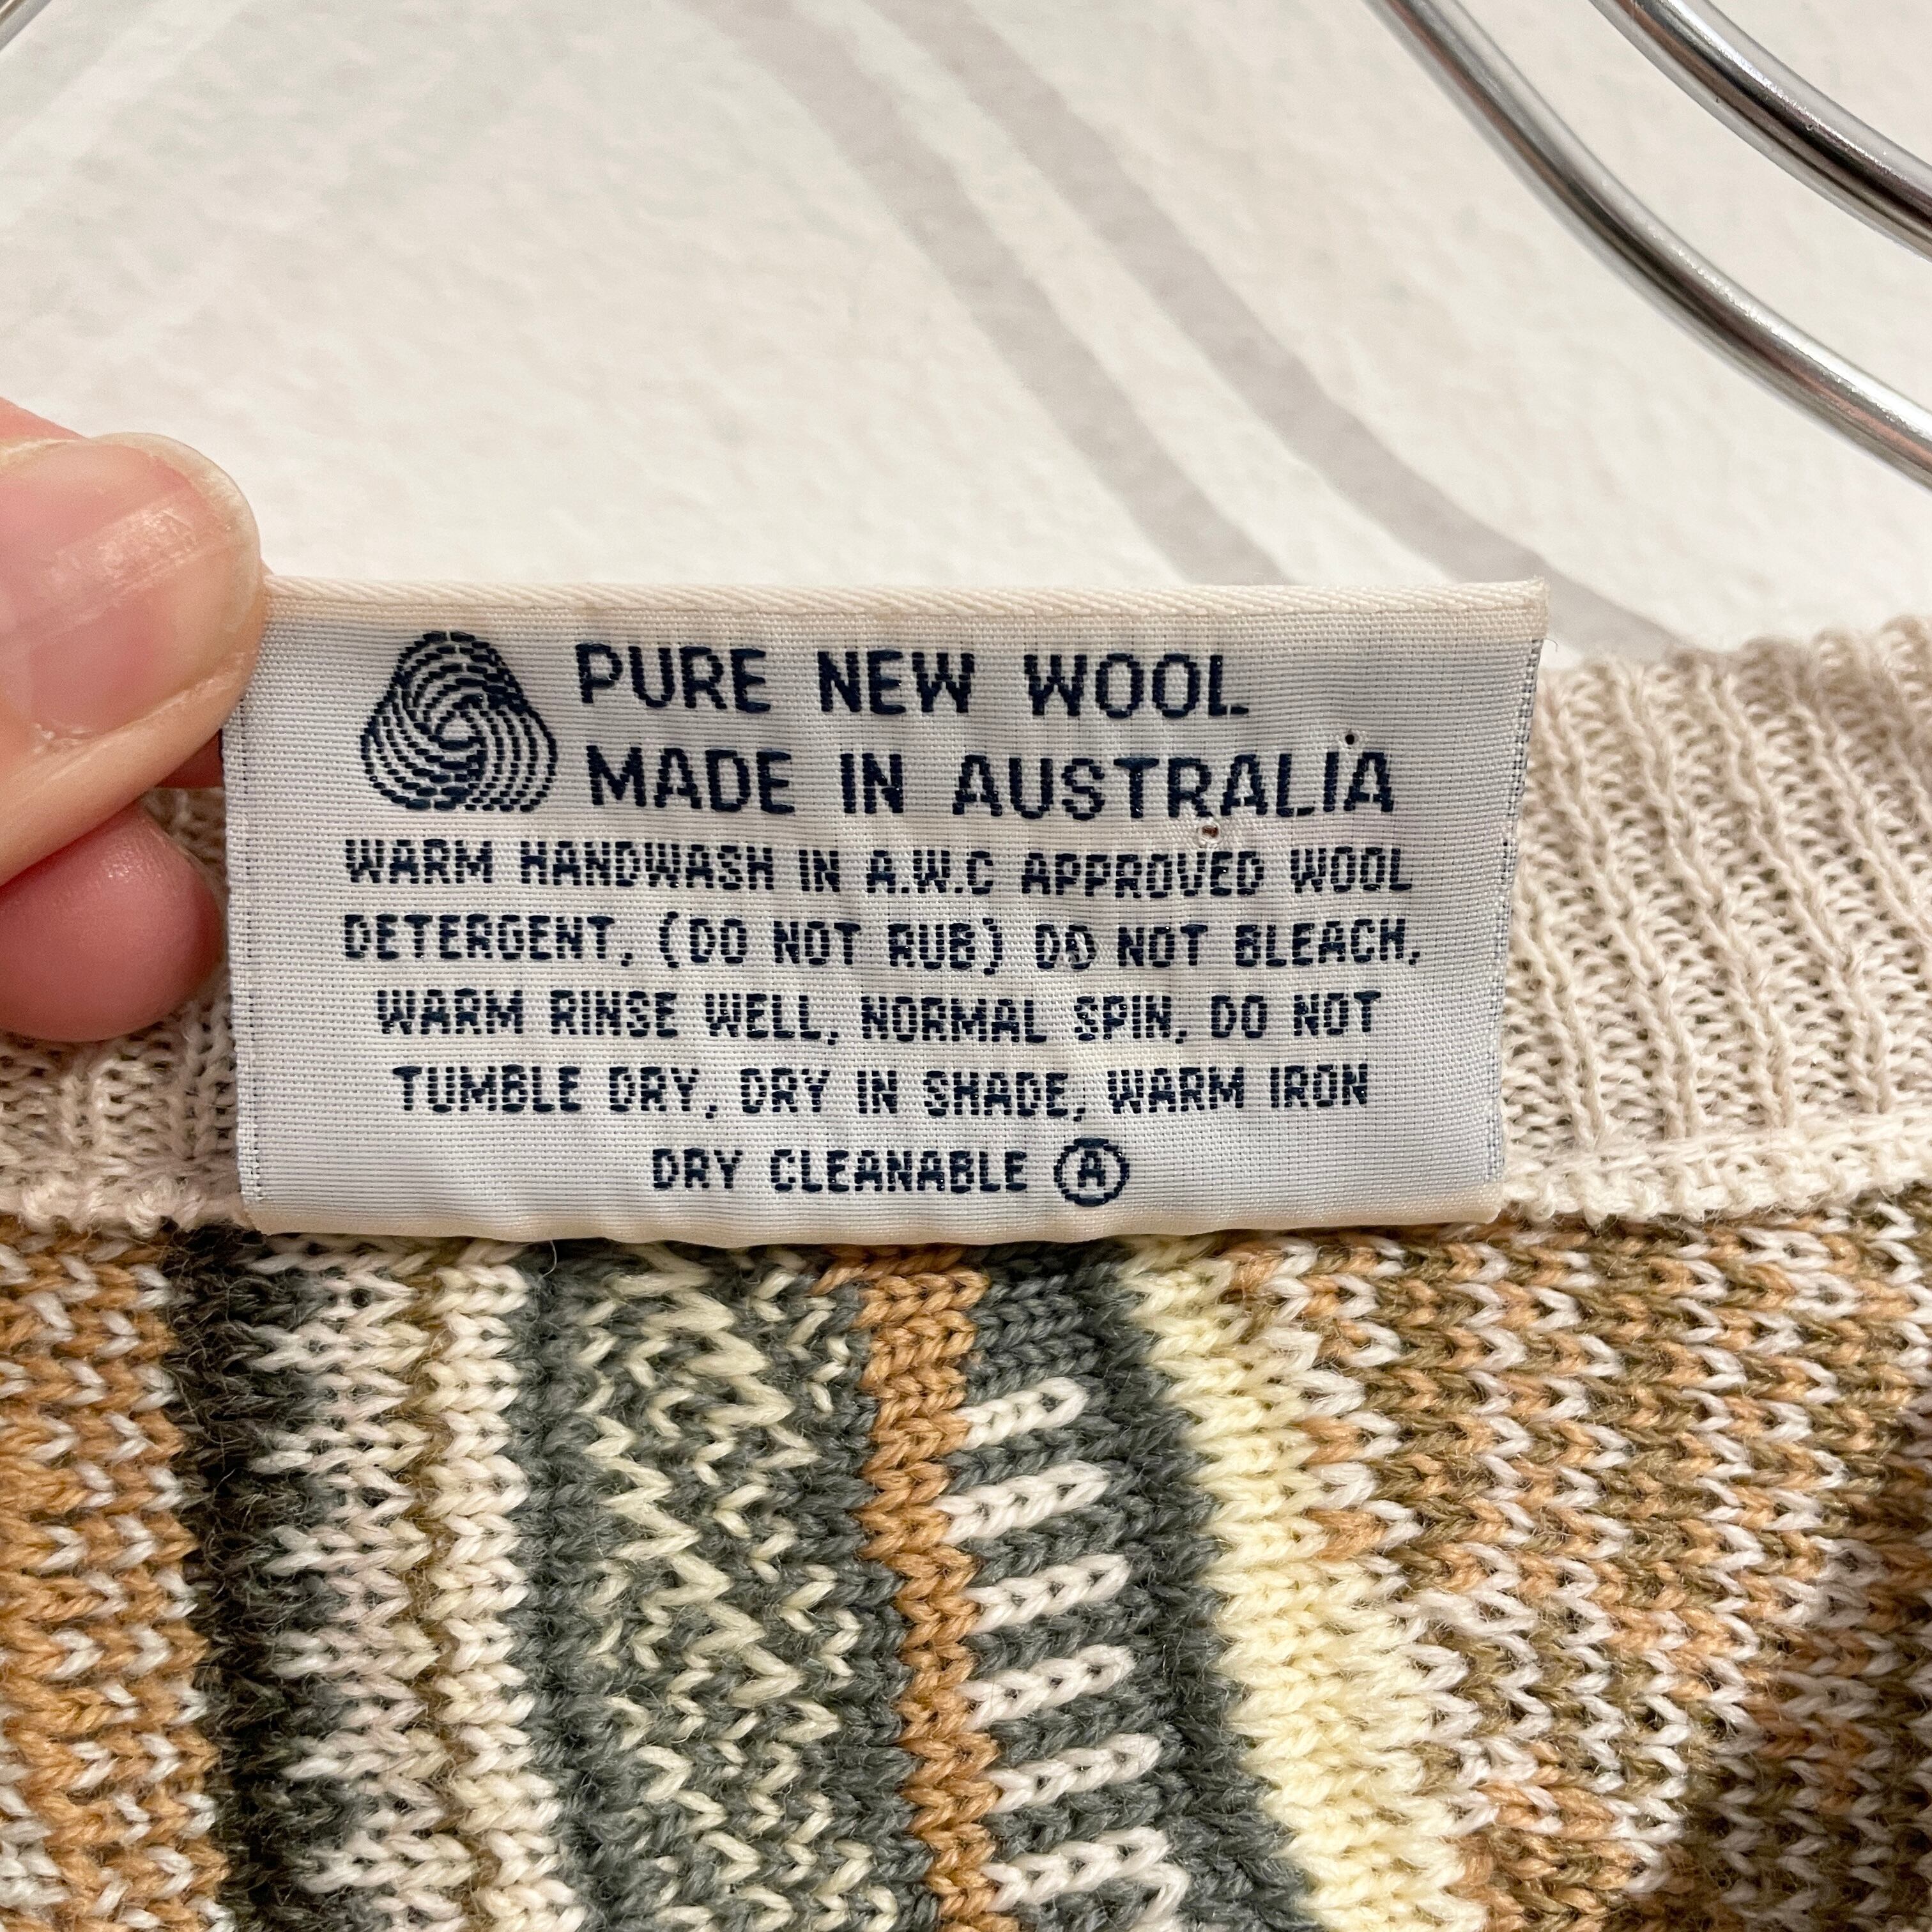 PURE NEW WOOL
MADE IN AUSTRALIA
WARM HANDWASH IN A.W.C APPROVED WOOL
DETERGENT, (DO NOT RUB) DO NOT BLEACH,
WARM RINSE WELL, NORMAL SPIN, DO NOT
TUMBLE DRY, DRY IN SHADE, WARM IRON
DRY CLEANABLE Ⓐ